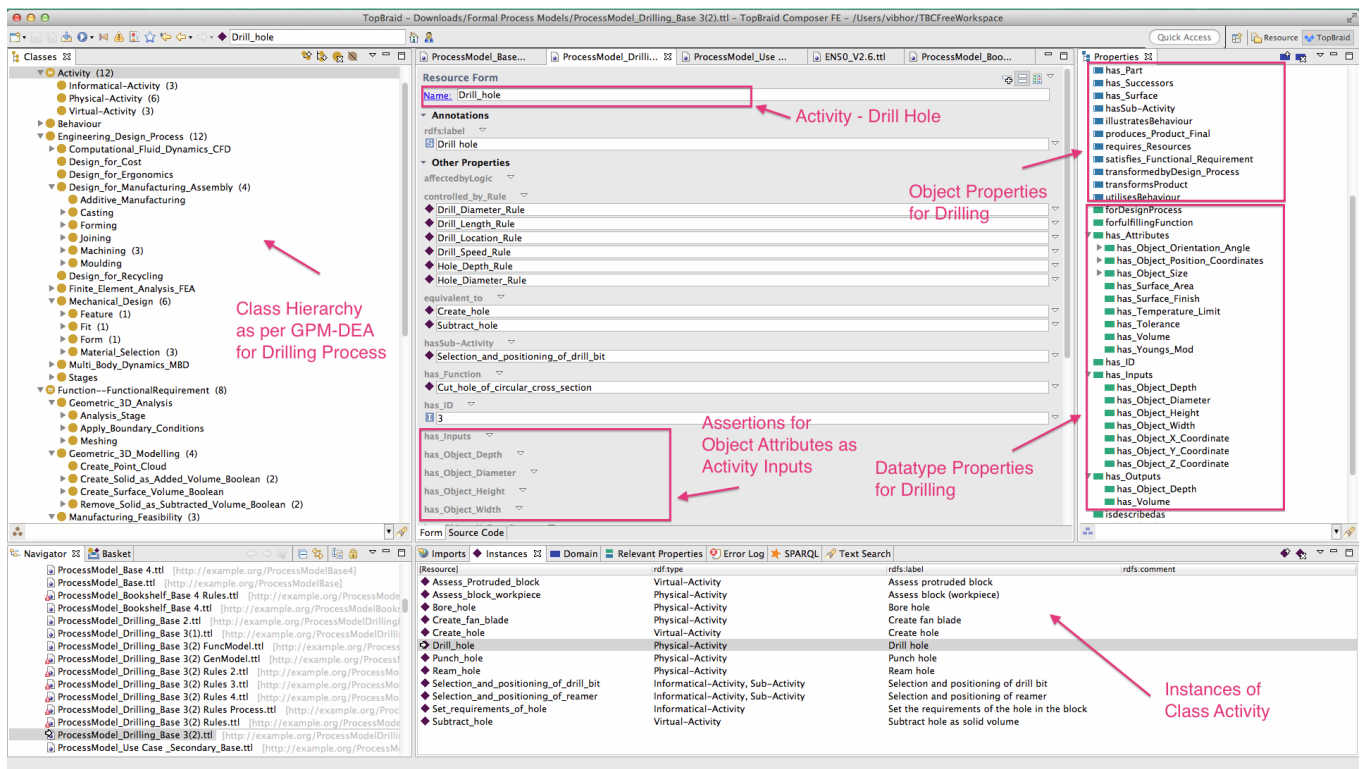 TopBraid - Downloads/Formal Process Models/ProcessModel_Drilling_Base 3(2).ttl - TopBraid Composer FE - /Users/vibhor/TBCFreeWorkspace
Drill_hole
Quick Access
Resource
TopBraid
Classes
Activity (12)
Informational-Activity (3)
Physical-Activity (6)
Virtual-Activity (3)
Behaviour
Engineering_Design_Process (12)
Computational_Fluid_Dynamics_CFD
Design_for_Cost
Design_for_Ergonomics
Design_for_Manufacturing_Assembly (4)
Additive_Manufacturing
Casting
Forming
Joining
Machining (3)
Moulding
Design_for_Recycling
Finite_Element_Analysis_FEA
Mechanical_Design (6)
Feature (1)
Fit (1)
Form (1)
Material_Selection (3)
Multi_Body_Dynamics_MBD
Stages
Function--FunctionalRequirement (8)
Geometric_3D_Analysis
Analysis_Stage
Apply_Boundary_Conditions
Meshing
Geometric_3D_Modelling (4)
Create_Point_Cloud
Create_Solid_as_Added_Volume_Boolean (2)
Create_Surface_Volume_Boolean
Remove_Solid_as_Subtracted_Volume_Boolean (2)
Manufacturing_Feasibility (3)
Class Hierarchy
as per GPM-DEA
for Drilling Process
ProcessModel_Base...
ProcessModel_Drilli...
ProcessModel_Use ...
EN50_V2.6.ttl
ProcessModel_Boo...
Resource Form
Name: Drill_hole
Activity - Drill Hole
Annotations
rdfs:label
Drill hole
Other Properties
affectedbyLogic
controlled_by_Rule
Drill_Diameter_Rule
Drill_Length_Rule
Drill_Location_Rule
Drill_Speed_Rule
Hole_Depth_Rule
Hole_Diameter_Rule
equivalent_to
Create_hole
Subtract_hole
hasSub-Activity
Selection_and_positioning_of_drill_bit
has_Function
Cut_hole_of_circular_cross_section
has_ID
3
has_Inputs
has_Object_Depth
has_Object_Diameter
has_Object_Height
has_Object_Width
Form Source Code
Object Properties
for Drilling
Assertions for
Object Attributes as
Activity Inputs
Datatype Properties
for Drilling
Properties
has_Part
has_Successors
has_Surface
hasSub-Activity
illustratesBehaviour
produces_Product_Final
requires_Resources
satisfies_Functional_Requirement
transformedbyDesign_Process
transformsProduct
utilisesBehaviour
forDesignProcess
forfulfillingFunction
has_Attributes
has_Object_Orientation_Angle
has_Object_Position_Coordinates
has_Object_Size
has_Surface_Area
has_Surface_Finish
has_Temperature_Limit
has_Tolerance
has_Volume
has_Youngs_Mod
has_ID
has_Inputs
has_Object_Depth
has_Object_Diameter
has_Object_Height
has_Object_Width
has_Object_X_Coordinate
has_Object_Y_Coordinate
has_Object_Z_Coordinate
has_Outputs
has_Object_Depth
has_Volume
isdescribedas
Navigator
Basket
ProcessModel_Base 4.ttl [http://example.org/ProcessModelBase4]
ProcessModel_Base.ttl [http://example.org/ProcessModelBase]
ProcessModel_Bookshelf_Base 4 Rules.ttl [http://example.org/ProcessMode
ProcessModel_Bookshelf_Base 4.ttl [http://example.org/ProcessModelBooks
ProcessModel_Drilling_Base 2.ttl [http://example.org/ProcessModelDrilling
ProcessModel_Drilling_Base 3(1).ttl [http://example.org/ProcessModelDrilli
ProcessModel_Drilling_Base 3(2) FuncModel.ttl [http://example.org/Process
ProcessModel_Drilling_Base 3(2) GenModel.ttl [http://example.org/ProcessM
ProcessModel_Drilling_Base 3(2) Rules 2.ttl [http://example.org/ProcessMo
ProcessModel_Drilling_Base 3(2) Rules 3.ttl [http://example.org/ProcessMo
ProcessModel_Drilling_Base 3(2) Rules 4.ttl [http://example.org/ProcessMo
ProcessModel_Drilling_Base 3(2) Rules Process.ttl [http://example.org/Proc
ProcessModel_Drilling_Base 3(2) Rules.ttl [http://example.org/ProcessMode
ProcessModel_Drilling_Base 3(2).ttl [http://example.org/ProcessModelDrilli
ProcessModel_Use Case _Secondary_Base.ttl [http://example.org/ProcessM
Imports Instances Domain Relevant Properties Error Log SPARQL Text Search
[Resource] rdf:type rdfs:label rdfs:comment
Assess_Protruded_block Virtual-Activity Assess protruded block
Assess_block_workpiece Physical-Activity Assess block (workpiece)
Bore_hole Physical-Activity Bore hole
Create_fan_blade Physical-Activity Create fan blade
Create_hole Virtual-Activity Create hole
Drill_hole Physical-Activity Drill hole
Punch_hole Physical-Activity Punch hole
Ream_hole Physical-Activity Ream hole
Selection_and_positioning_of_drill_bit Informatical-Activity, Sub-Activity Selection and positioning of drill bit
Selection_and_positioning_of_reamer Informatical-Activity, Sub-Activity Selection and positioning of reamer
Set_requirements_of_hole Informatical-Activity Set the requirements of the hole in the block
Subtract_hole Virtual-Activity Subtract hole as solid volume
Instances of
Class Activity